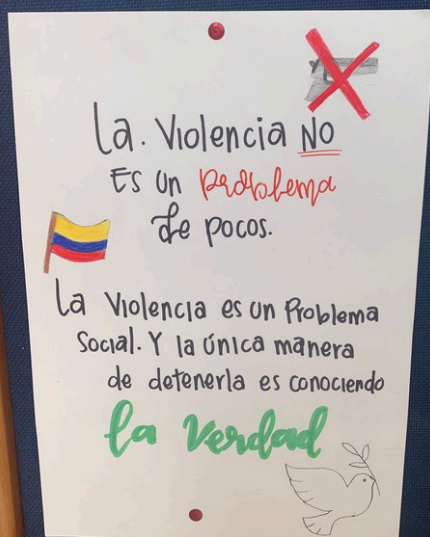 La. Violencia NO
Es un problema
de pocos.
La Violencia es un Problema
Social. Y la única manera
de detenerla es conociendo
la verdad